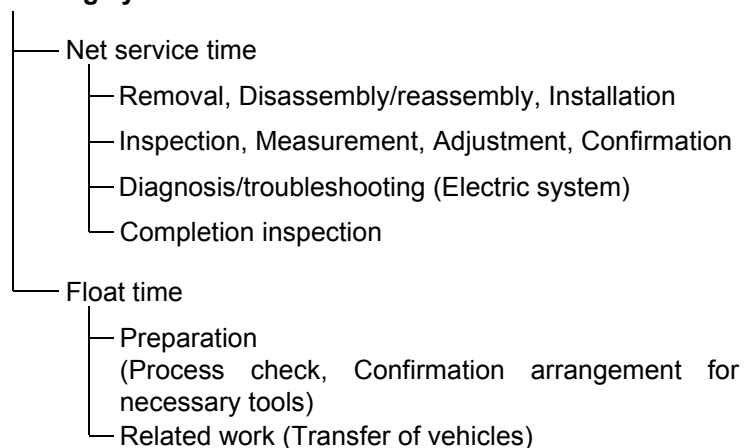 Net service time
Removal, Disassembly/reassembly, Installation
Inspection, Measurement, Adjustment, Confirmation
Diagnosis/troubleshooting (Electric system)
Completion inspection
Float time
Preparation
(Process check, Confirmation arrangement for
necessary tools)
Related work (Transfer of vehicles)